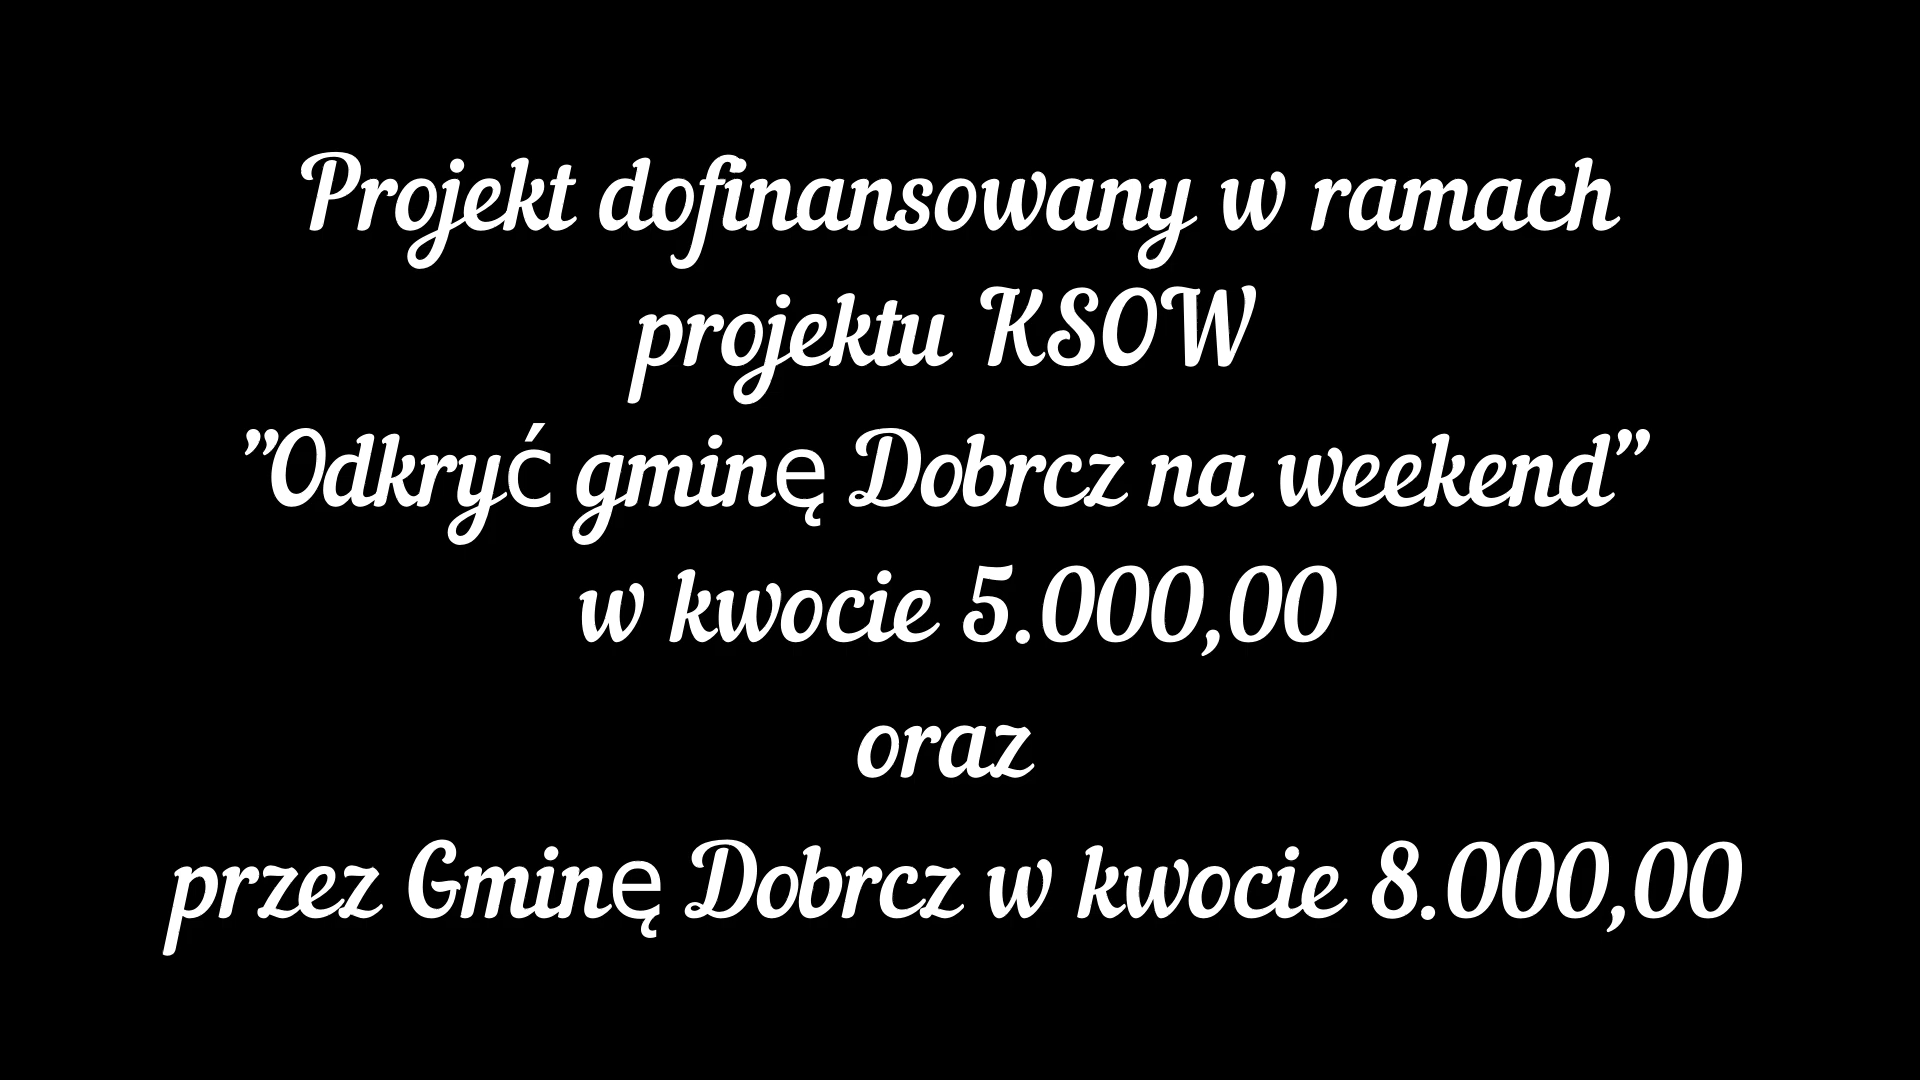 Projekt dofinansowany w ramach
projektu KSOW
"Odkryć gminę Dobrcz na weekend"
w kwocie 5.000,00
oraz
przez Gminę Dobrcz w kwocie 8.000,00